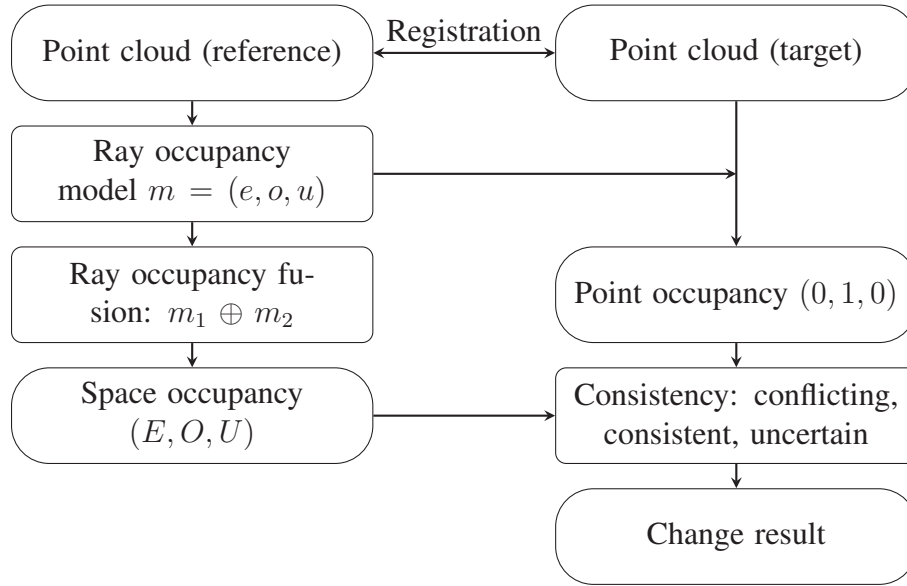 Point cloud (reference)
Registration
Point cloud (target)
Ray occupancy
model m = (e, o, u)
Ray occupancy fu-
sion: m₁ ⊕ m₂
Point occupancy (0, 1, 0)
Space occupancy
(E, O, U)
Consistency: conflicting,
consistent, uncertain
Change result